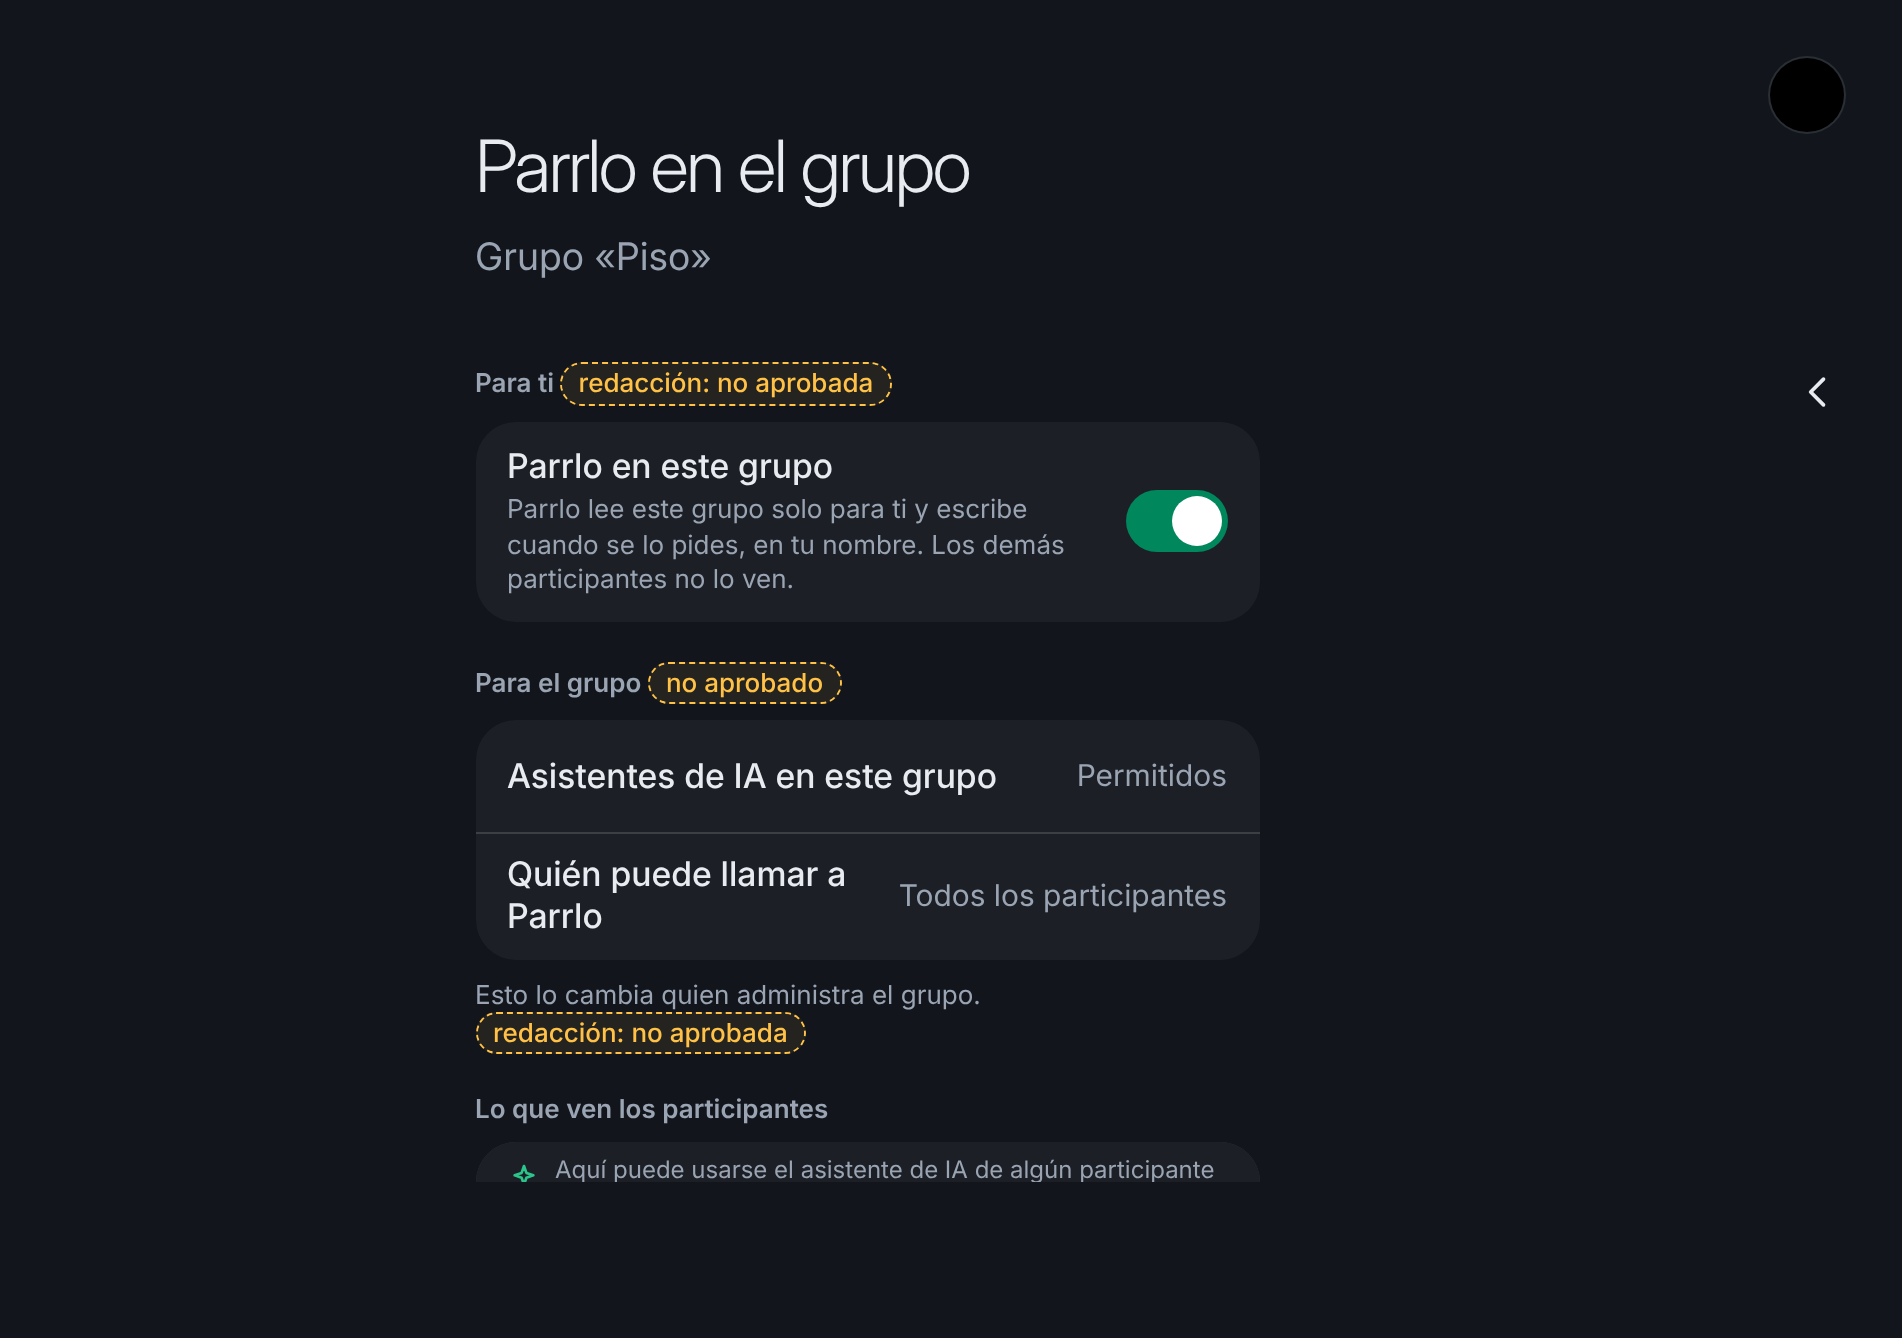 Parrlo en el grupo
Grupo «Piso»
Para ti redacción: no aprobada
Parrlo en este grupo
Parrlo lee este grupo solo para ti y escribe
cuando se lo pides, en tu nombre. Los demás
participantes no lo ven.
Para el grupo no aprobado
Asistentes de IA en este grupo Permitidos
Quién puede llamar a
Parrlo
Todos los participantes
Esto lo cambia quien administra el grupo.
redacción: no aprobada
Lo que ven los participantes
Aquí puede usarse el asistente de IA de algún participante